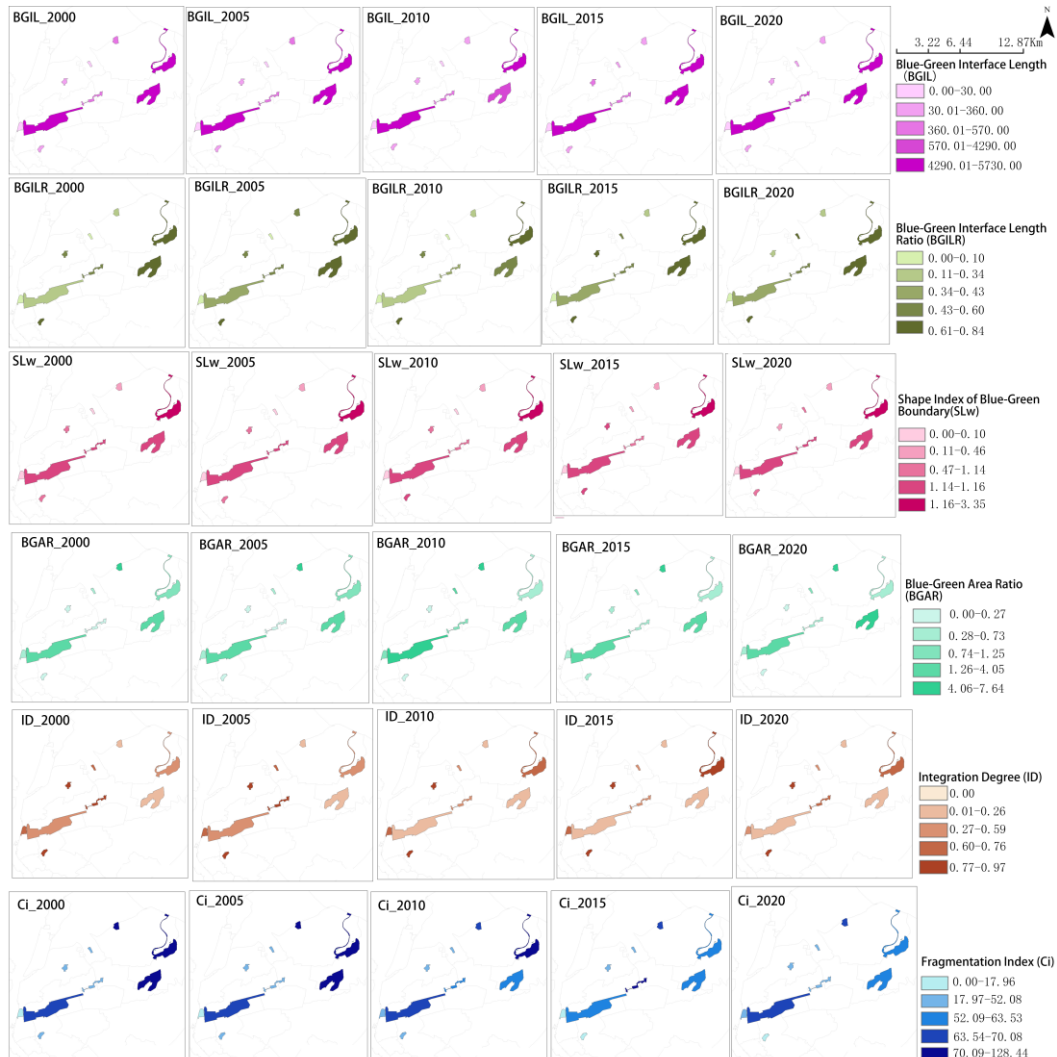 BGIL_2000
BGIL_2005
BGIL_2010
BGIL_2015
BGIL_2020
N
3.22 6.44 12.87Km
Blue-Green Interface Length
(BGIL)
0.00-30.00
30.01-360.00
360.01-570.00
570.01-4290.00
4290.01-5730.00
BGILR_2000
BGILR_2005
BGILR_2010
BGILR_2015
BGILR_2020
Blue-Green Interface Length
Ratio (BGILR)
0.00-0.10
0.11-0.34
0.34-0.43
0.43-0.60
0.61-0.84
SLw_2000
SLw_2005
SLw_2010
SLw_2015
SLw_2020
Shape Index of Blue-Green
Boundary(SLw)
0.00-0.10
0.11-0.46
0.47-1.14
1.14-1.16
1.16-3.35
BGAR_2000
BGAR_2005
BGAR_2010
BGAR_2015
BGAR_2020
Blue-Green Area Ratio
(BGAR)
0.00-0.27
0.28-0.73
0.74-1.25
1.26-4.05
4.06-7.64
ID_2000
ID_2005
ID_2010
ID_2015
ID_2020
Integration Degree (ID)
0.00
0.01-0.26
0.27-0.59
0.60-0.76
0.77-0.97
Ci_2000
Ci_2005
Ci_2010
Ci_2015
Ci_2020
Fragmentation Index (Ci)
0.00-17.96
17.97-52.08
52.09-63.53
63.54-70.08
70.09-128.44